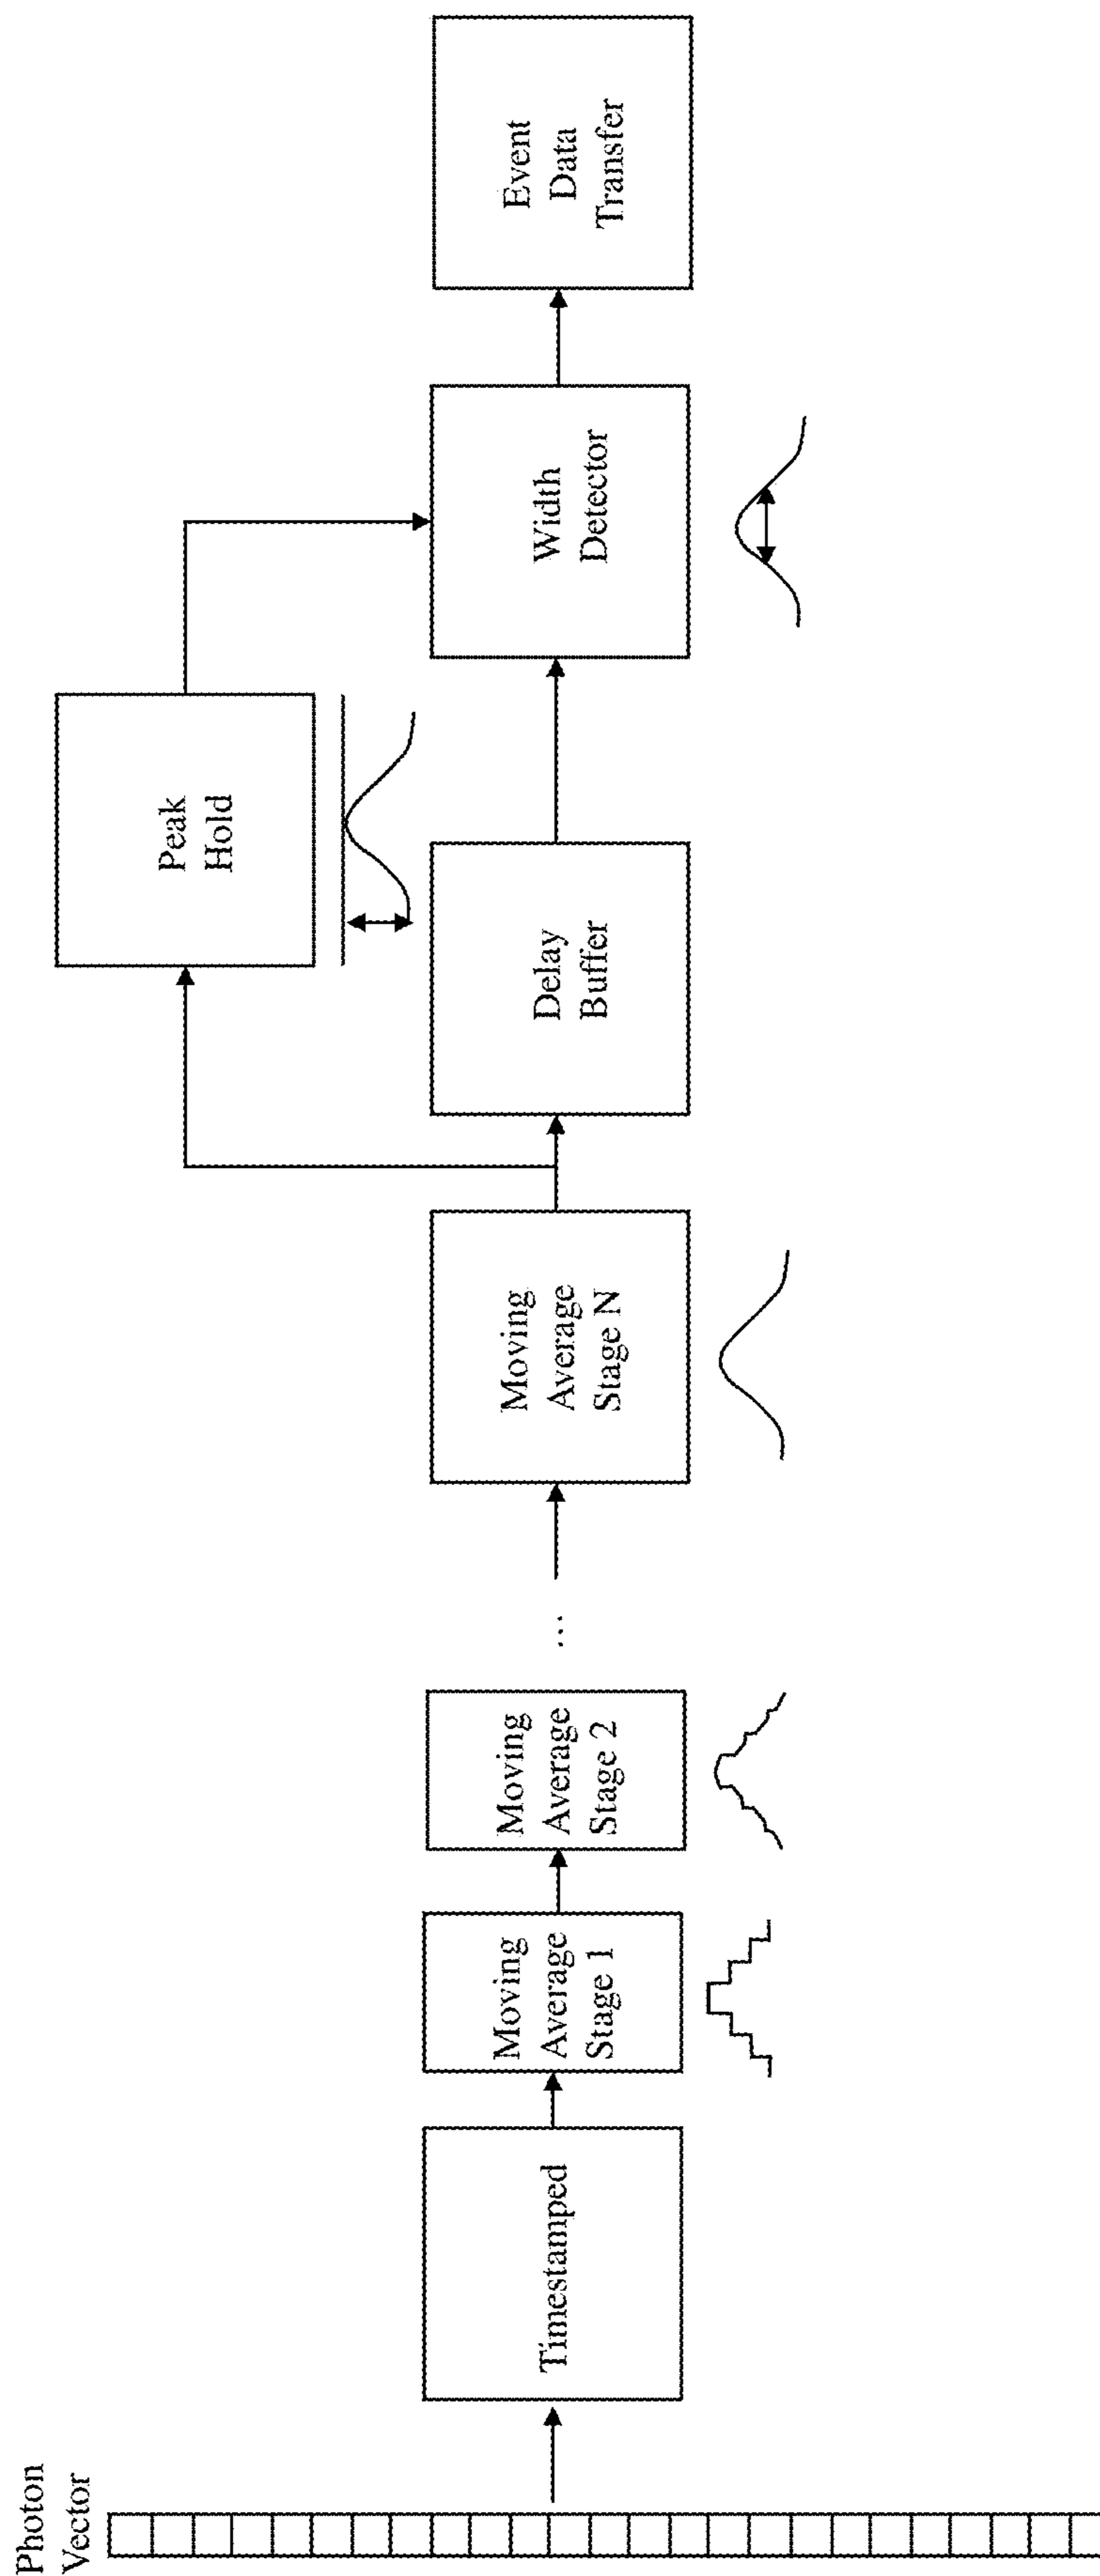 Photon
Vector
Timestamped
Moving
Average
Stage 1
Moving
Average
Stage 2
...
Moving
Average
Stage N
Peak
Hold
Delay
Buffer
Width
Detector
Event
Data
Transfer